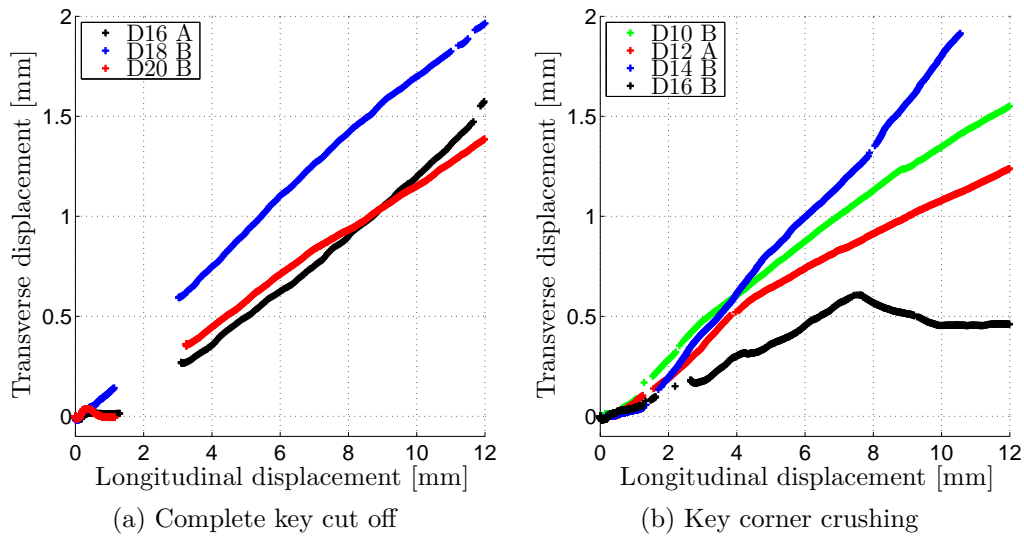 Transverse displacement [mm]
2
1.5
1
0.5
0
D16 A
D18 B
D20 B
0 2 4 6 8 10 12
Longitudinal displacement [mm]
(a) Complete key cut off
Transverse displacement [mm]
2
1.5
1
0.5
0
D10 B
D12 A
D14 B
D16 B
0 2 4 6 8 10 12
Longitudinal displacement [mm]
(b) Key corner crushing